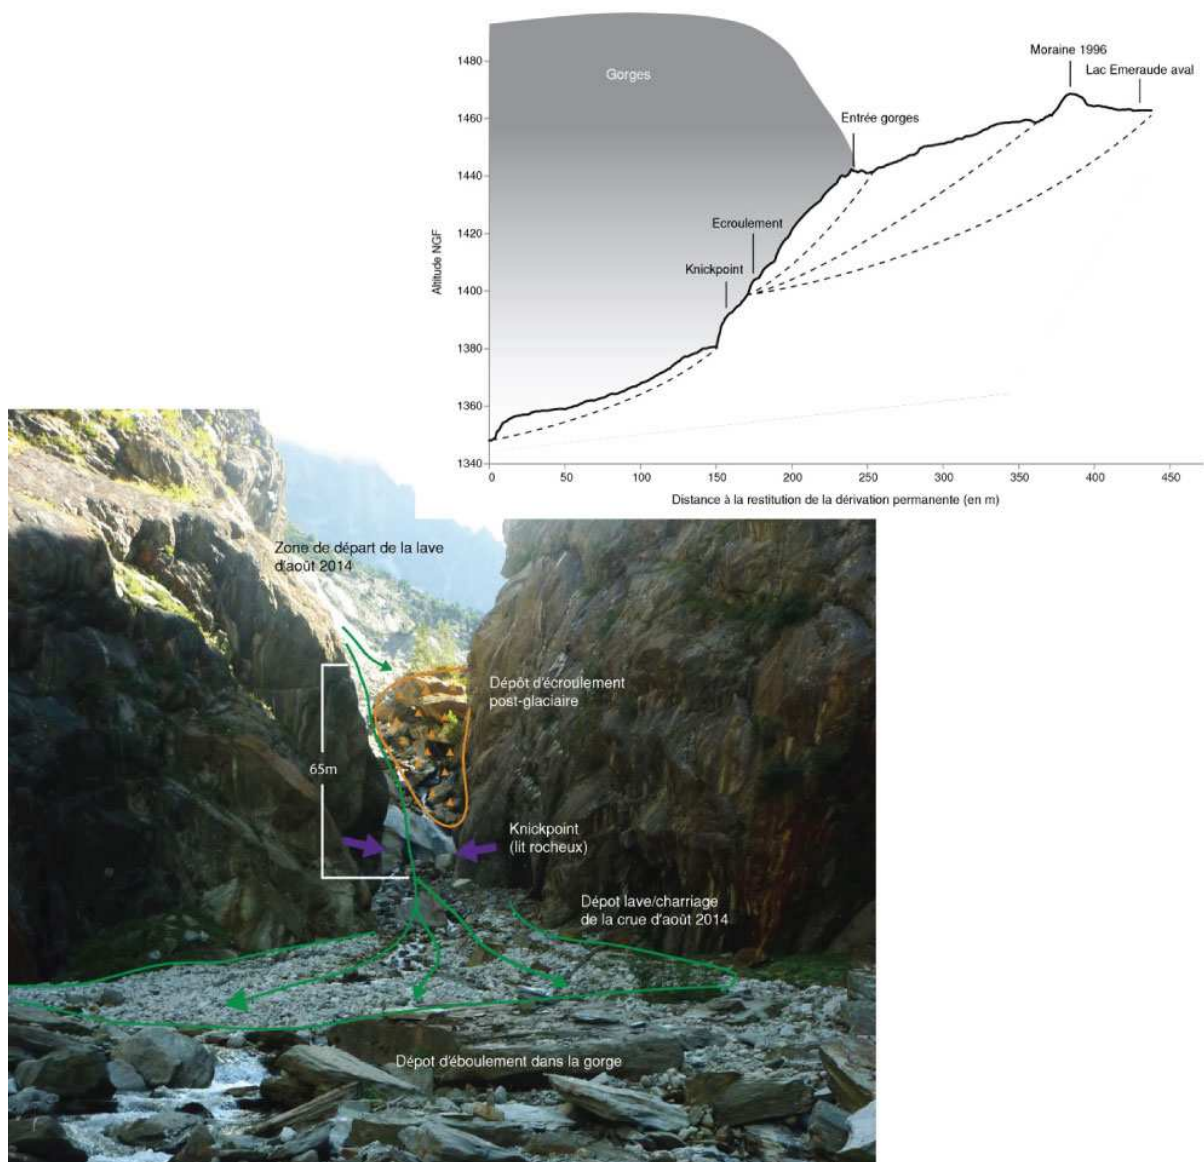 1480
1460
1440
1420
1400
1380
1360
1340
Altitude NGF
Gorges
Moraine 1996
Lac Emeraude aval
Entrée gorges
Ecroulement
Knickpoint
0 50 100 150 200 250 300 350 400 450
Distance à la restitution de la dérivation permanente (en m)
Zone de départ de la lave
d'août 2014
Dépôt d'écroulement
post-glaciaire
65m
Knickpoint
(lit rocheux)
Dépot lave/charriage
de la crue d'août 2014
Dépot d'éboulement dans la gorge